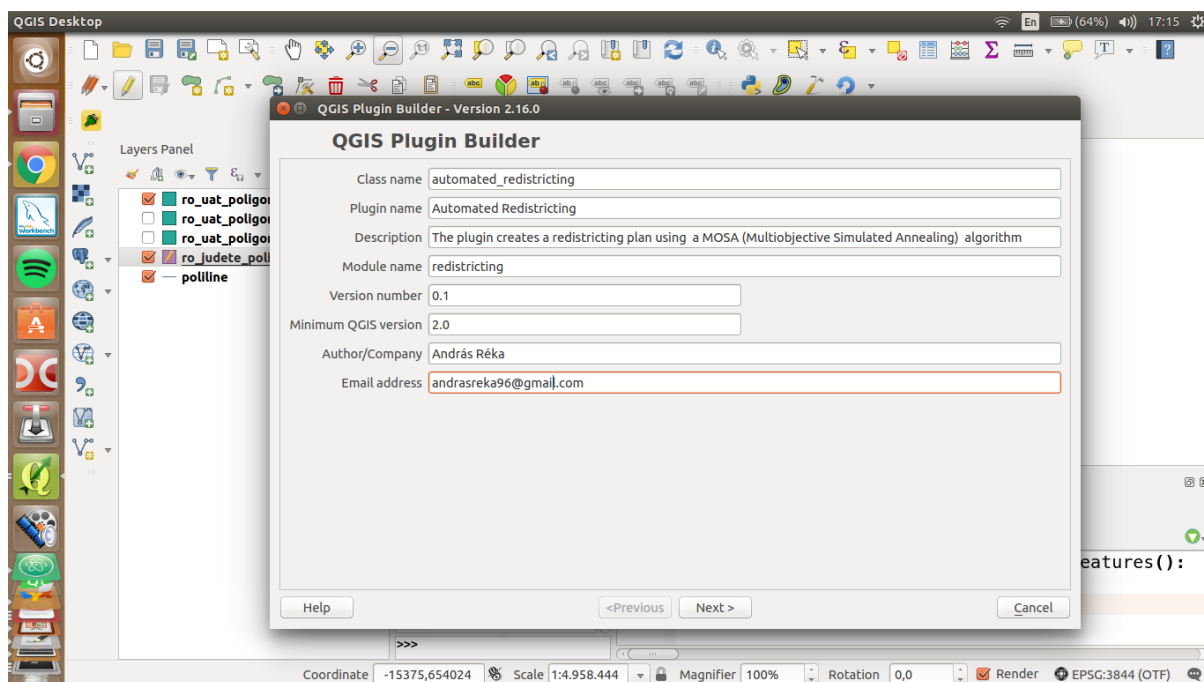 QGIS Desktop
En
(64%)
17:15
QGIS Plugin Builder - Version 2.16.0
QGIS Plugin Builder
Layers Panel
ro_uat_poligo
ro_uat_poligo
ro_uat_poligo
ro_judete_poli
poliline
Class name automated_redistricting
Plugin name Automated Redistricting
Description The plugin creates a redistricting plan using a MOSA (Multiobjective Simulated Annealing) algorithm
Module name redistricting
Version number 0.1
Minimum QGIS version 2.0
Author/Company András Réka
Email address andrasreka96@gmail.com
eatures():
Help
<Previous
Next >
Cancel
>>>
Coordinate -15375,654024
Scale 1:4.958.444
Magnifier 100%
Rotation 0,0
Render
EPSG:3844 (OTF)